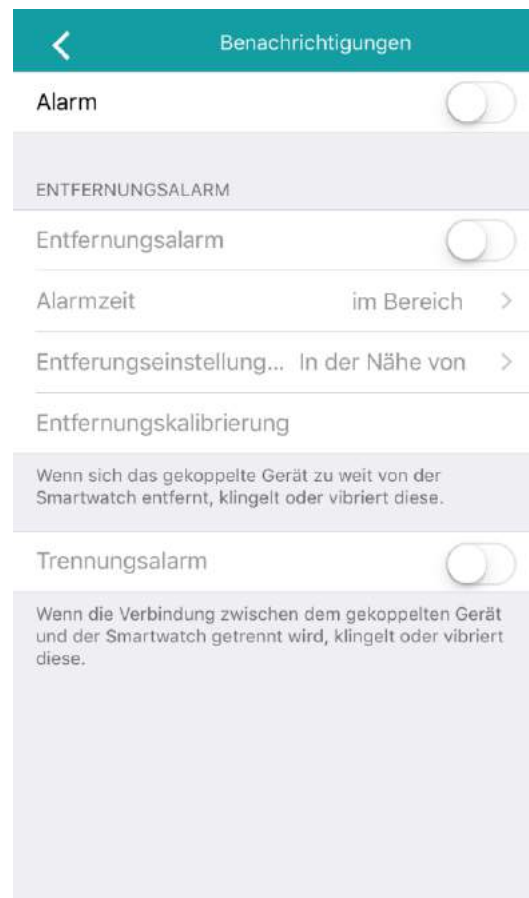 Benachrichtigungen
Alarm
ENTFERNUNGSALARM
Entfernungsalarm
Alarmzeit im Bereich
Entferungseinstellung... In der Nähe von
Entfernungskalibrierung
Wenn sich das gekoppelte Gerät zu weit von der
Smartwatch entfernt, klingelt oder vibriert diese.
Trennungsalarm
Wenn die Verbindung zwischen dem gekoppelten Gerät
und der Smartwatch getrennt wird, klingelt oder vibriert
diese.